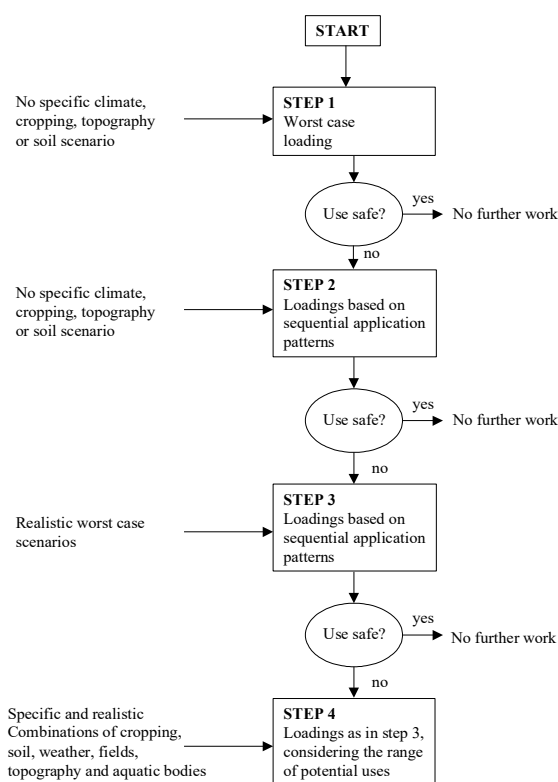 START
No specific climate,
cropping, topography
or soil scenario
STEP 1
Worst case
loading
Use safe?
yes
No further work
no
No specific climate,
cropping, topography
or soil scenario
STEP 2
Loadings based on
sequential application
patterns
Use safe?
yes
No further work
no
Realistic worst case
scenarios
STEP 3
Loadings based on
sequential application
patterns
Use safe?
yes
No further work
no
Specific and realistic
Combinations of cropping,
soil, weather, fields,
topography and aquatic bodies
STEP 4
Loadings as in step 3,
considering the range
of potential uses